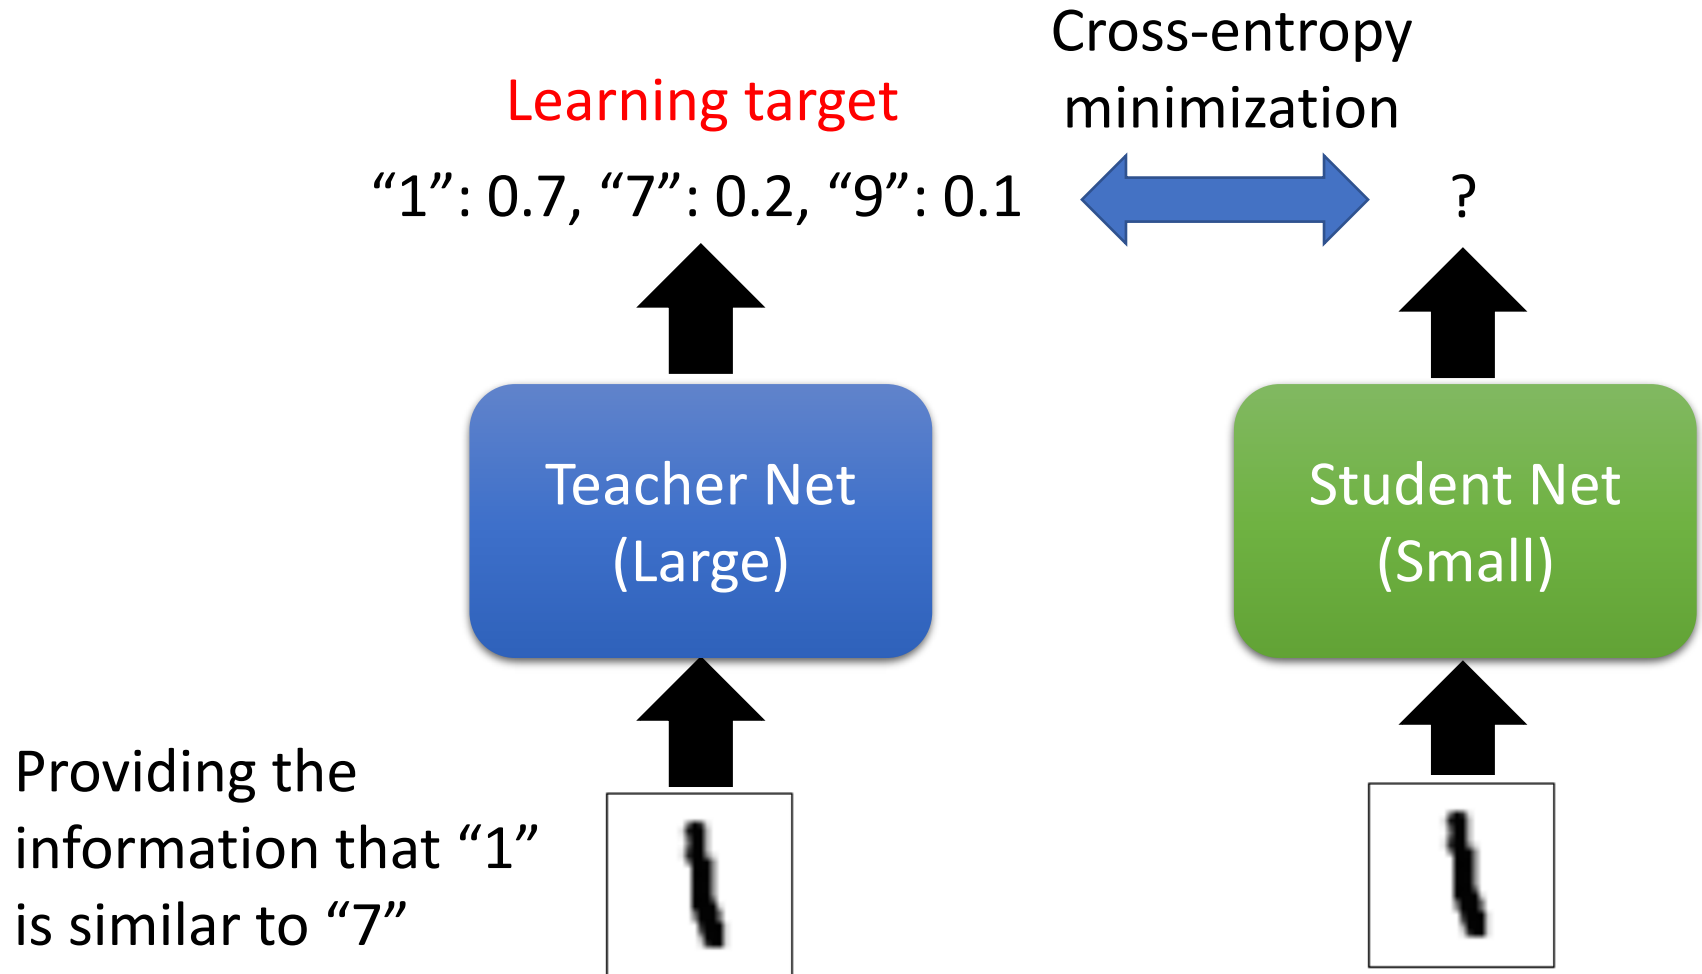 Cross-entropy
minimization
Learning target
“1”: 0.7, “7”: 0.2, “9”: 0.1
?
Teacher Net
(Large)
Student Net
(Small)
Providing the
information that “1”
is similar to “7”